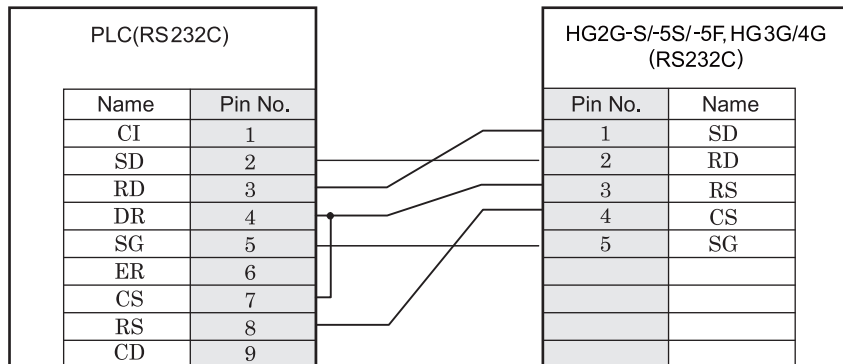 PLC(RS232C)
HG2G-S/-5S/-5F, HG3G/4G
(RS232C)
Name Pin No. Pin No. Name
CI 1 1 SD
SD 2 2 RD
RD 3 3 RS
DR 4 4 CS
SG 5 5 SG
ER 6
CS 7
RS 8
CD 9